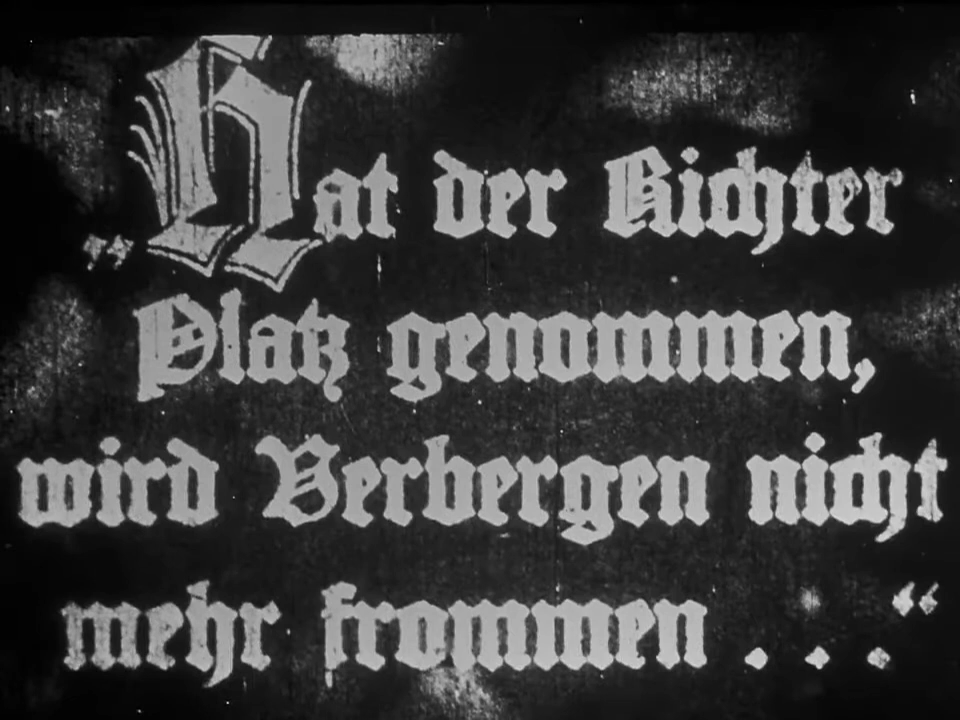 „Hat der Richter
Platz genommen,
wird Verbergen nicht
mehr frommen . . .“